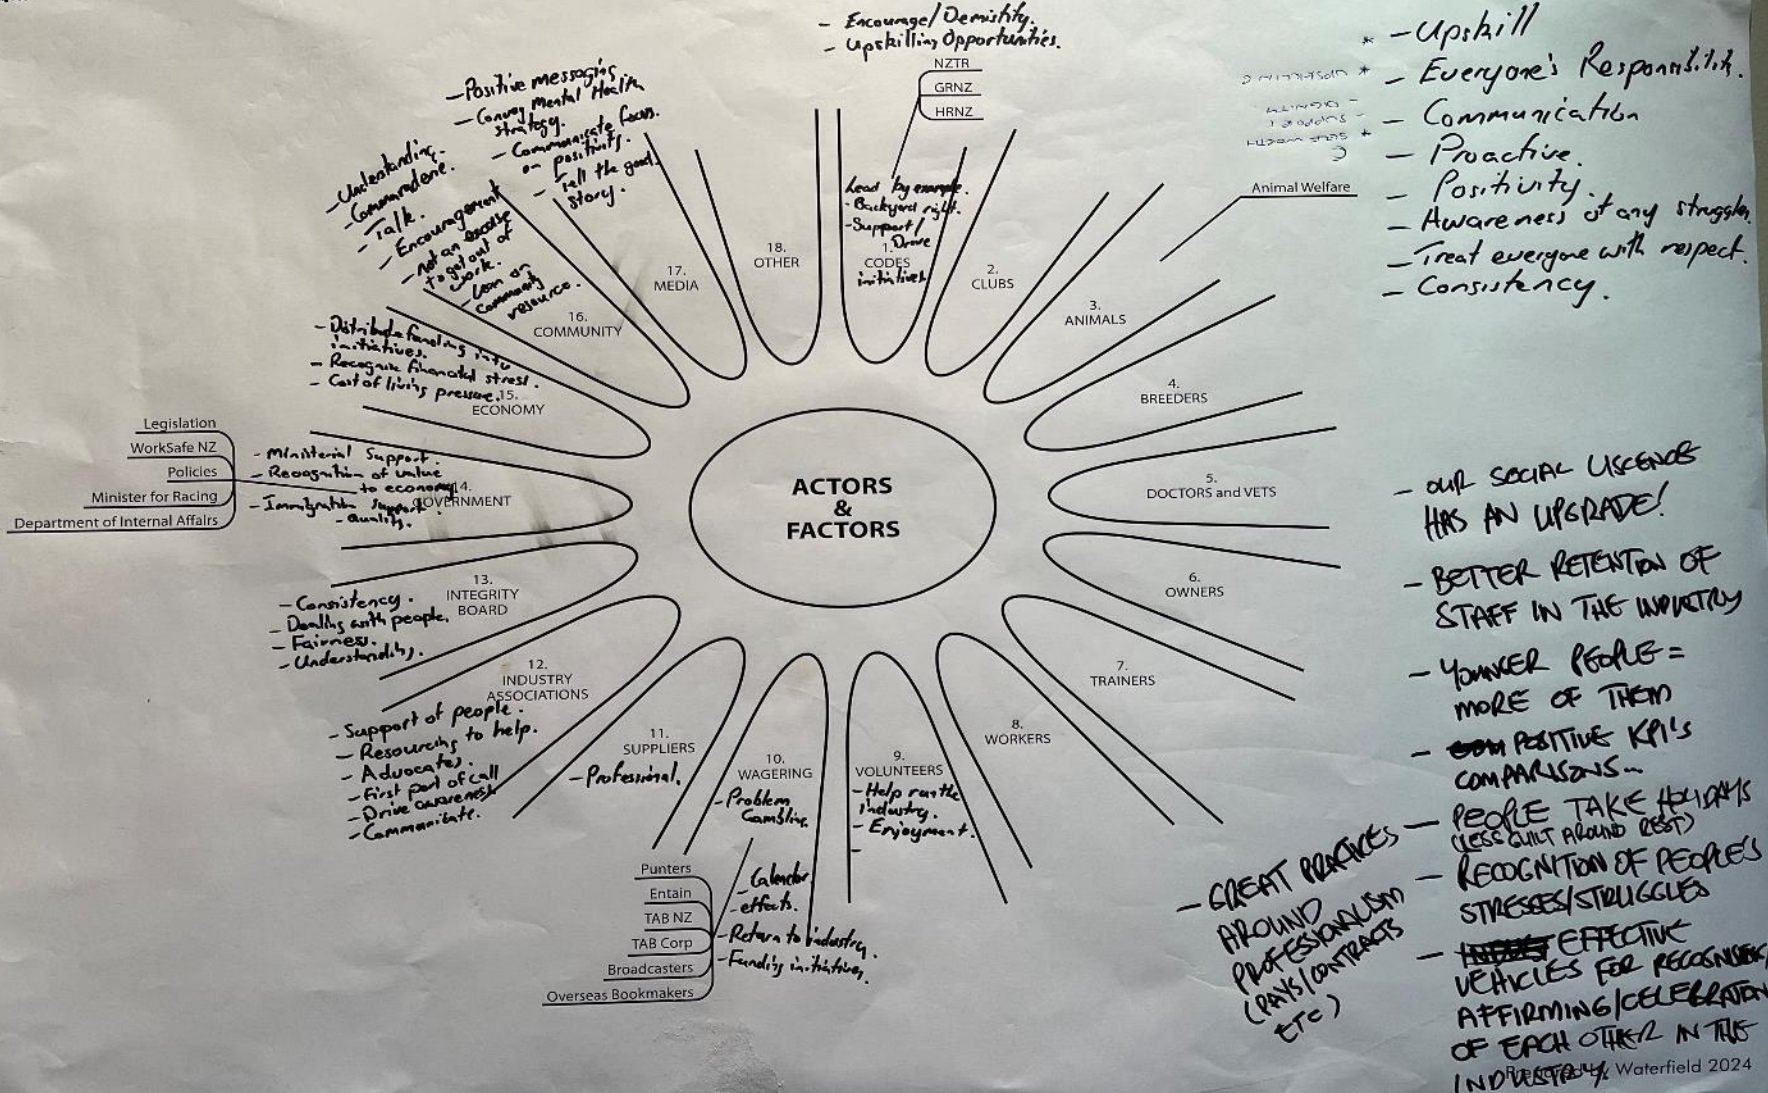 - Encourage/Demistify.
- Upskilling Opportunities.
NZTR
GRNZ
HRNZ
Lead by example.
- Backyard right.
- Support/
Drive
1.
CODES
initiatives
2.
CLUBS
Animal Welfare
3.
ANIMALS
4.
BREEDERS
5.
DOCTORS and VETS
6.
OWNERS
7.
TRAINERS
8.
WORKERS
9.
VOLUNTEERS
- Help run the
industry.
- Enjoyment.
-
10.
WAGERING
- Problem
Gambling.
Punters
Entain
TAB NZ
TAB Corp
Broadcasters
Overseas Bookmakers
- Calendar
effects.
- Return to industry.
- Funding initiatives.
11.
SUPPLIERS
- Professional.
12.
INDUSTRY
ASSOCIATIONS
- Support of people.
- Resourcing to help.
- Advocates.
- First port of call
- Drive awareness
- Communicate.
13.
INTEGRITY
BOARD
- Consistency.
- Dealing with people.
- Fairness.
- Understanding.
14.
GOVERNMENT
Legislation
WorkSafe NZ
Policies
Minister for Racing
Department of Internal Affairs
- Ministerial Support.
- Recognition of value
to economy.
- Immigration Support.
- Quality.
15.
ECONOMY
- Distribute funding into
initiatives.
- Recognise financial stress.
- Cost of living pressure.
16.
COMMUNITY
- Understanding.
- Commaraderie.
- Talk.
- Encouragement
- not an excuse
to get out of
work.
- Lean on
community
resource.
17.
MEDIA
- Positive messaging
- Convey Mental Health
strategy.
- Communicate focus.
on positivity.
- Tell the good
story.
18.
OTHER
ACTORS
&
FACTORS
* - Upskill
- Everyone's Responsibility.
- Communication
- Proactive.
- Positivity.
- Awareness of any struggles.
- Treat everyone with respect.
- Consistency.
* UPSKILLING
- SUPPORT
- OUR SOCIAL LISCENCE
HAS AN UPGRADE!
- BETTER RETENTION OF
STAFF IN THE INDUSTRY
- YOUNGER PEOPLE =
MORE OF THEM
- POSITIVE KPI'S
COMPARISONS...
- PEOPLE TAKE HOLIDAYS
(LESS GUILT AROUND REST)
- RECOGNITION OF PEOPLE'S
STRESSES/STRUGGLES
- EFFECTIVE
VEHICLES FOR
AFFIRMING/CELEBRATION
OF EACH OTHER IN THE
INDUSTRY.
- GREAT PRACTICES
AROUND
PROFESSIONALISM
(PAYS/CONTRACTS
ETC)
Prepared by Waterfield 2024